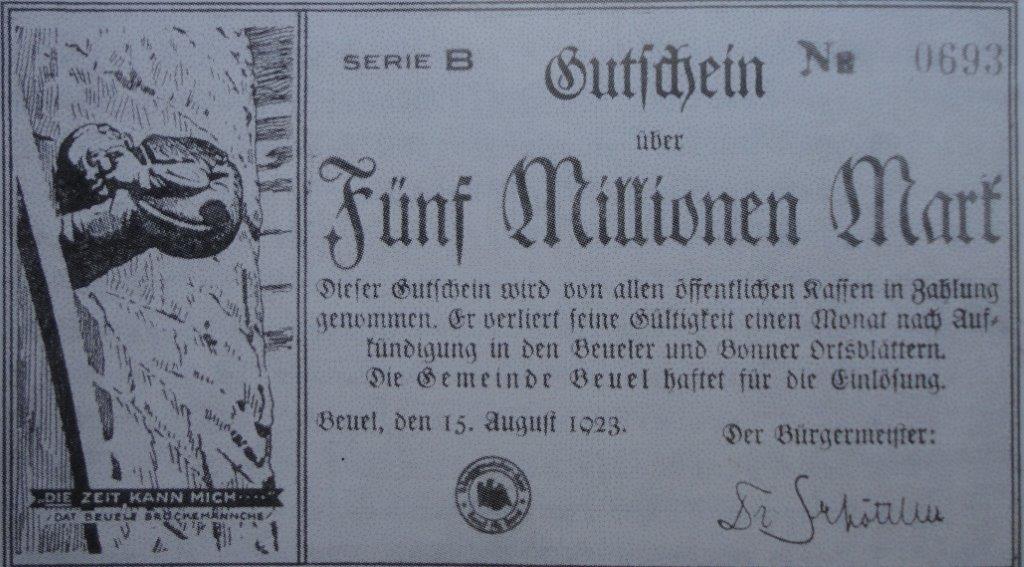 SERIE B
Gutschein
№ 0693
über
Fünf Millionen Mark
Dieser Gutschein wird von allen öffentlichen Kassen in Zahlung
genommen. Er verliert seine Gültigkeit einen Monat nach Auf-
kündigung in den Beueler und Bonner Ortsblättern.
Die Gemeinde Beuel haftet für die Einlösung.
Beuel, den 15. August 1923.
Der Bürgermeister:
Dr
DIE ZEIT KANN MICH....
/DAT BEUELE BRÖCKEMÄNNCHE/